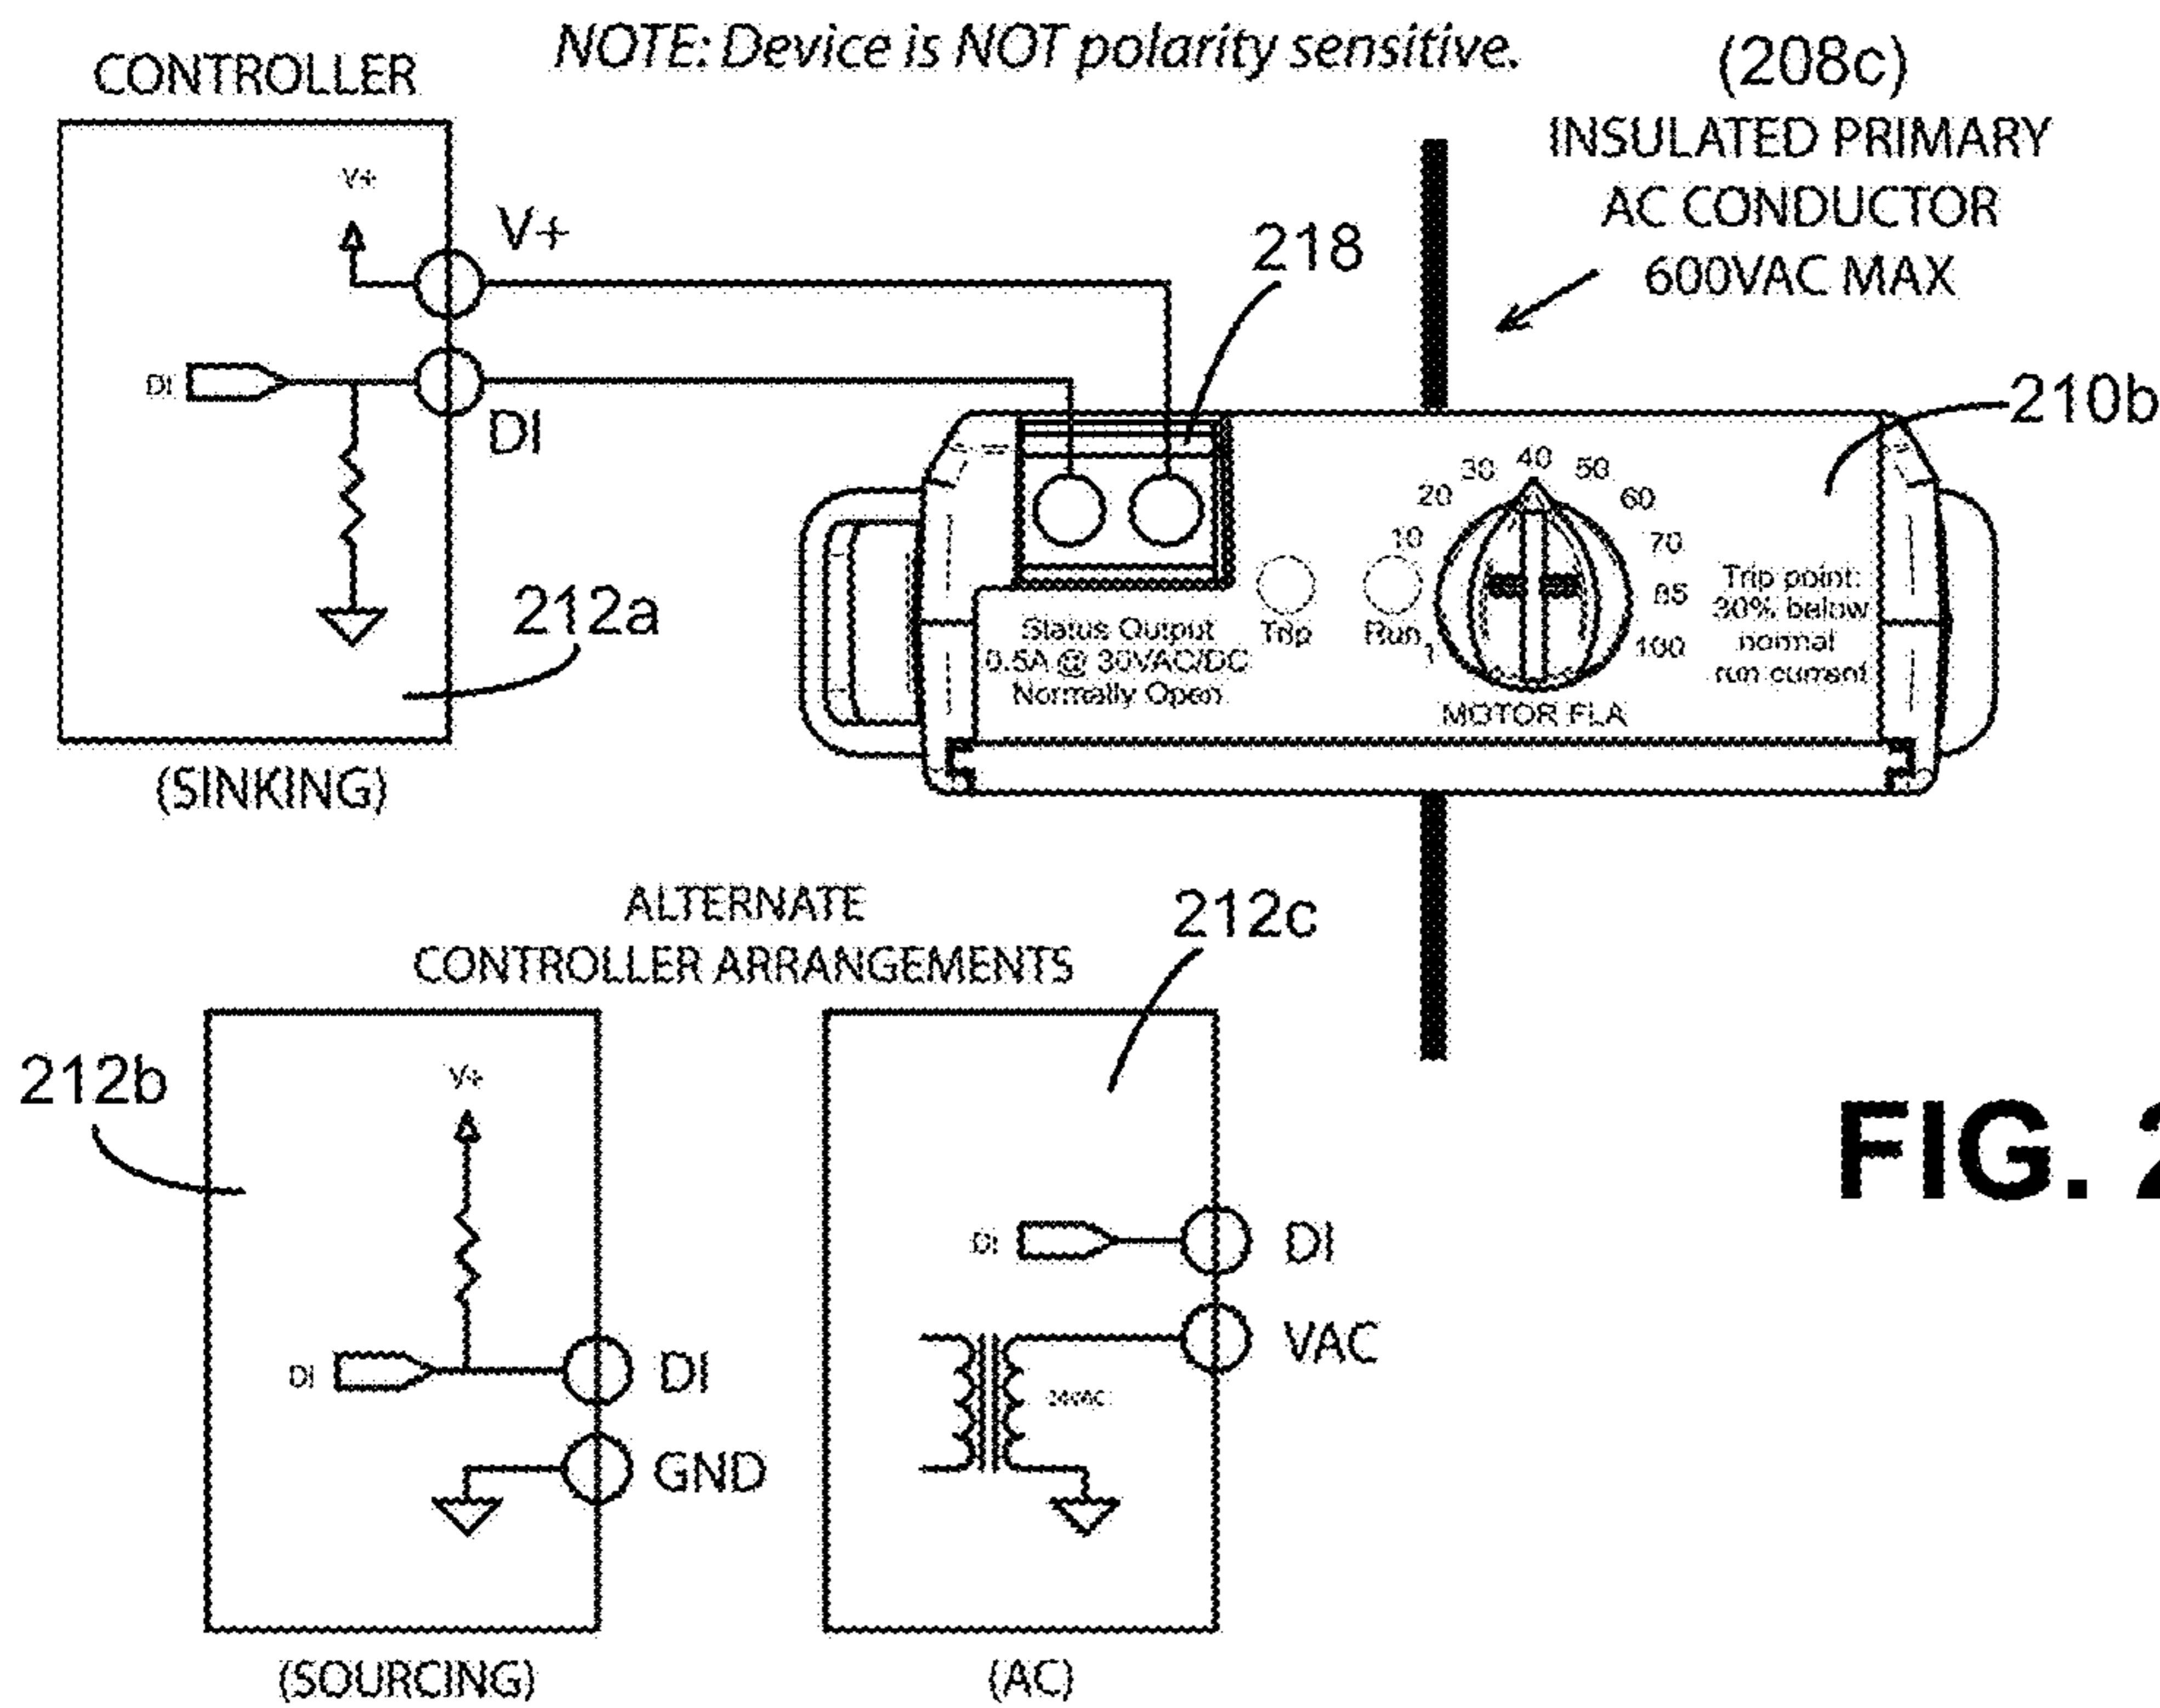 NOTE: Device is NOT polarity sensitive.
CONTROLLER
(208c)
INSULATED PRIMARY
AC CONDUCTOR
600VAC MAX
V+
V+
218
DI
DI
210b
212a
(SINKING)
10
20
30
40
50
60
70
85
100
1
Status Output
0.5A @ 30VAC/DC
Normally Open
Trip
Run
MOTOR FLA
Trip point:
30% below
normal
run current
ALTERNATE
CONTROLLER ARRANGEMENTS
212c
212b
V+
DI
DI
GND
(SOURCING)
DI
DI
VAC
24VAC
(AC)
FIG. 2